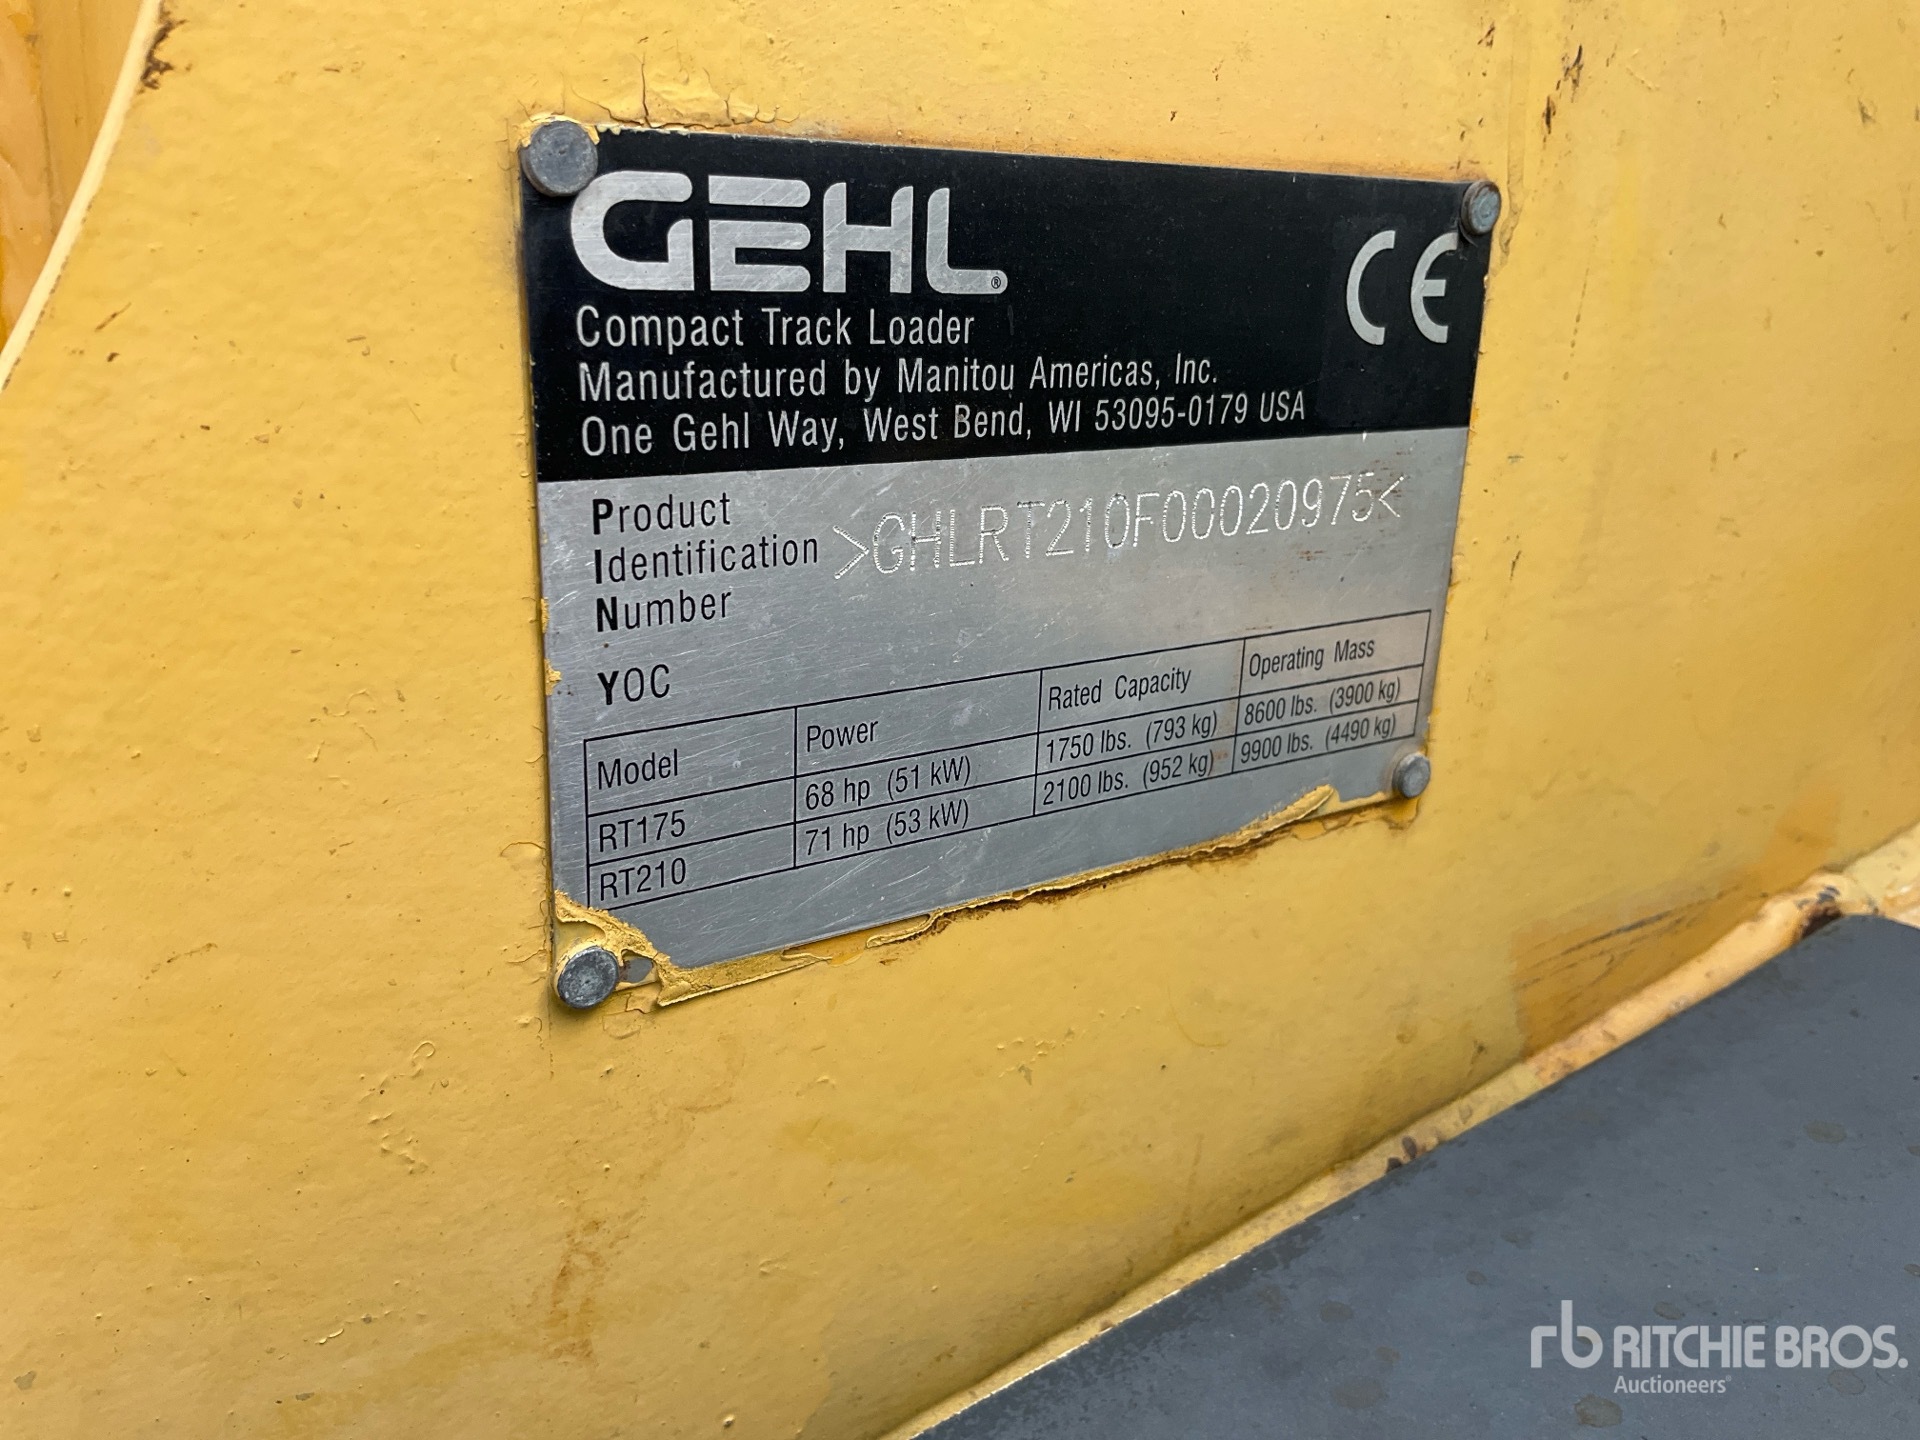 GEHL®
CE
Compact Track Loader
Manufactured by Manitou Americas, Inc.
One Gehl Way, West Bend, WI 53095-0179 USA
Product
Identification
Number
>GHLRT210F00020975<
YOC
Model Power Rated Capacity Operating Mass
RT175 68 hp (51 kW) 1750 lbs. (793 kg) 8600 lbs. (3900 kg)
RT210 71 hp (53 kW) 2100 lbs. (952 kg) 9900 lbs. (4490 kg)
rb RITCHIE BROS.
Auctioneers